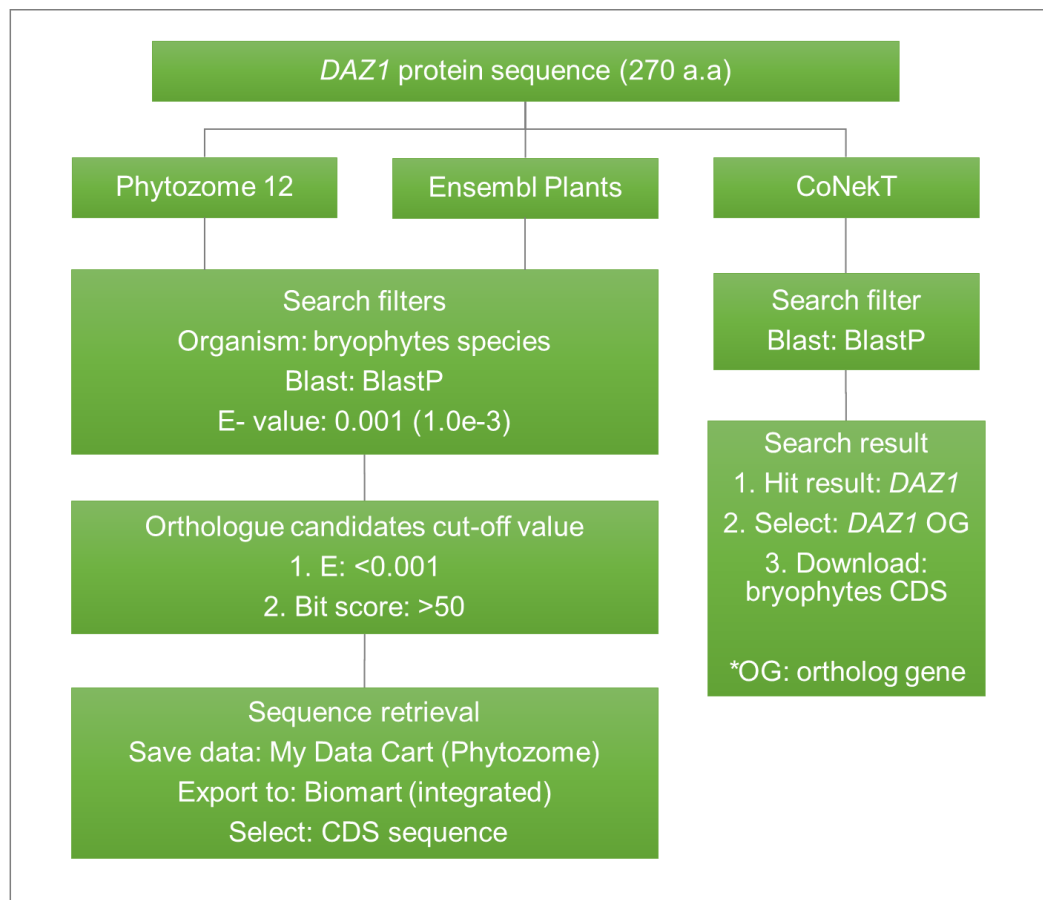 DAZ1 protein sequence (270 a.a)
Phytozome 12
Ensembl Plants
CoNekT
Search filters
Organism: bryophytes species
Blast: BlastP
E- value: 0.001 (1.0e-3)
Search filter
Blast: BlastP
Orthologue candidates cut-off value
1. E: <0.001
2. Bit score: >50
Search result
1. Hit result: DAZ1
2. Select: DAZ1 OG
3. Download:
bryophytes CDS
*OG: ortholog gene
Sequence retrieval
Save data: My Data Cart (Phytozome)
Export to: Biomart (integrated)
Select: CDS sequence